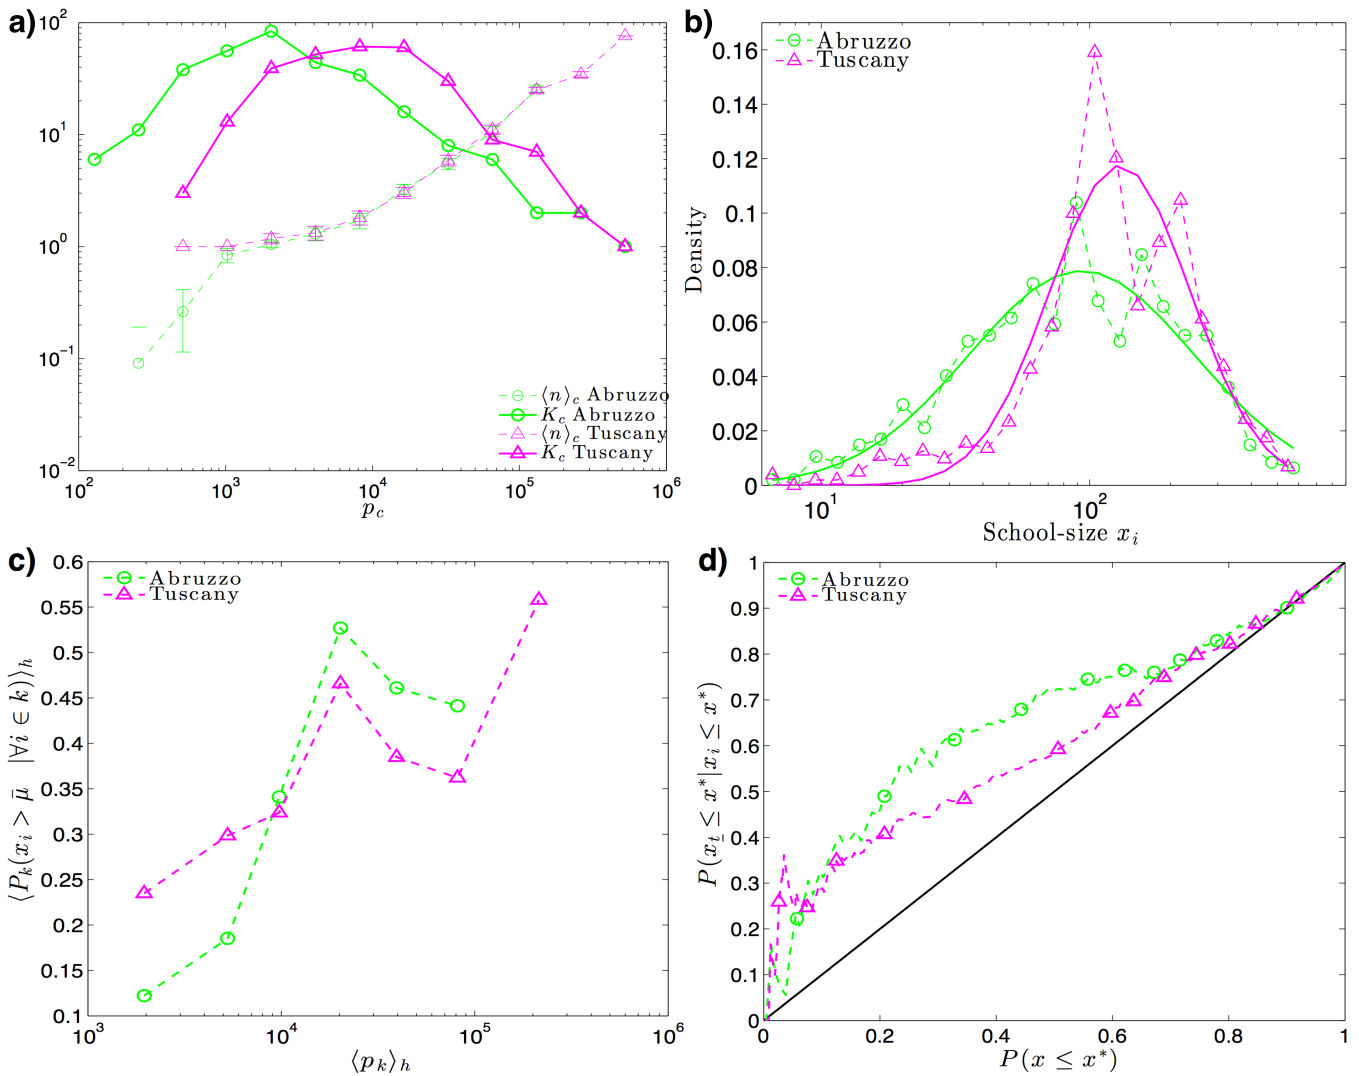 a)
10^2
10^1
10^0
10^-1
10^-2
10^2 10^3 10^4 10^5 10^6
p_c
⟨n⟩_c Abruzzo
K_c Abruzzo
⟨n⟩_c Tuscany
K_c Tuscany
b)
Abruzzo
Tuscany
0.16
0.14
0.12
0.1
0.08
0.06
0.04
0.02
0
Density
10^1 10^2
School-size x_i
c)
Abruzzo
Tuscany
0.6
0.55
0.5
0.45
0.4
0.35
0.3
0.25
0.2
0.15
0.1
⟨P_k(x_i > μ̄ |∀i ∈ k)⟩_h
10^3 10^4 10^5 10^6
⟨p_k⟩_h
d)
Abruzzo
Tuscany
1
0.9
0.8
0.7
0.6
0.5
0.4
0.3
0.2
0.1
0
P(x_t ≤ x*|x_i ≤ x*)
0 0.2 0.4 0.6 0.8 1
P(x ≤ x*)